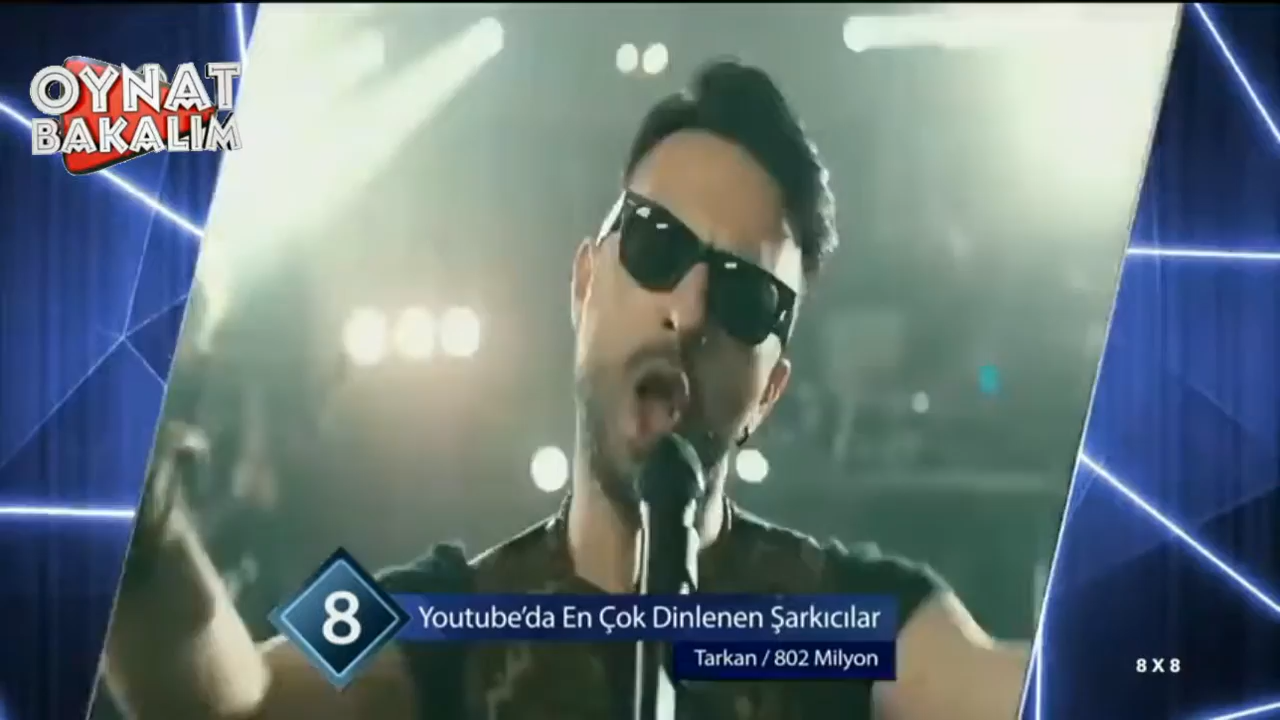 OYNAT
BAKALIM
8
Youtube'da En Çok Dinlenen Şarkıcılar
Tarkan / 802 Milyon
8 X 8